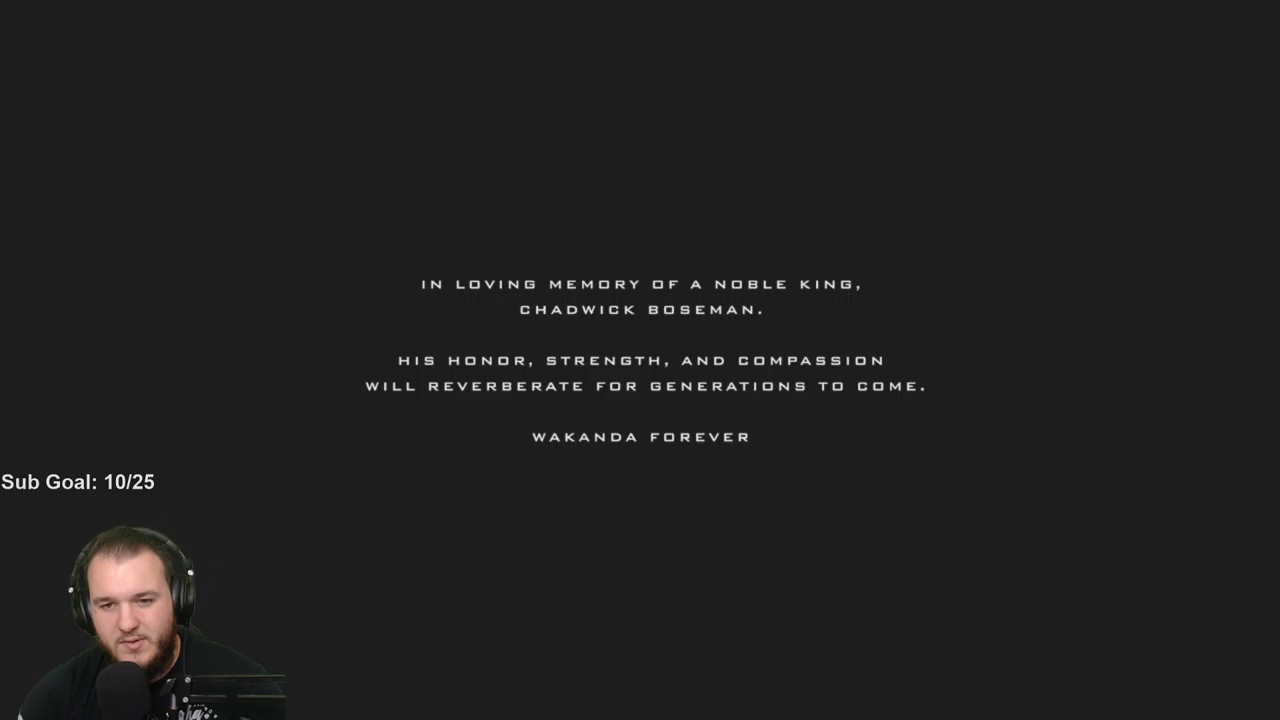 IN LOVING MEMORY OF A NOBLE KING,
CHADWICK BOSEMAN.
HIS HONOR, STRENGTH, AND COMPASSION
WILL REVERBERATE FOR GENERATIONS TO COME.
WAKANDA FOREVER
Sub Goal: 10/25